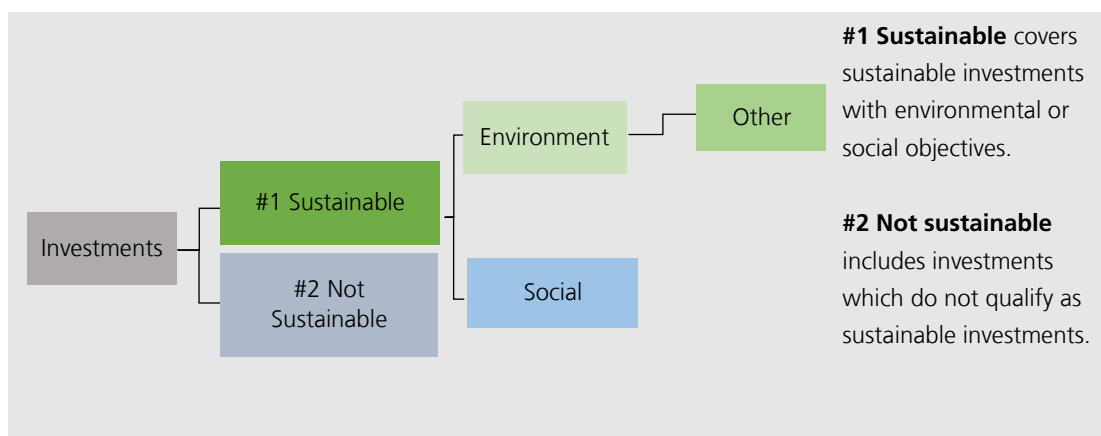 Investments
#1 Sustainable
#2 Not
Sustainable
Environment
Social
Other
#1 Sustainable covers
sustainable investments
with environmental or
social objectives.
#2 Not sustainable
includes investments
which do not qualify as
sustainable investments.